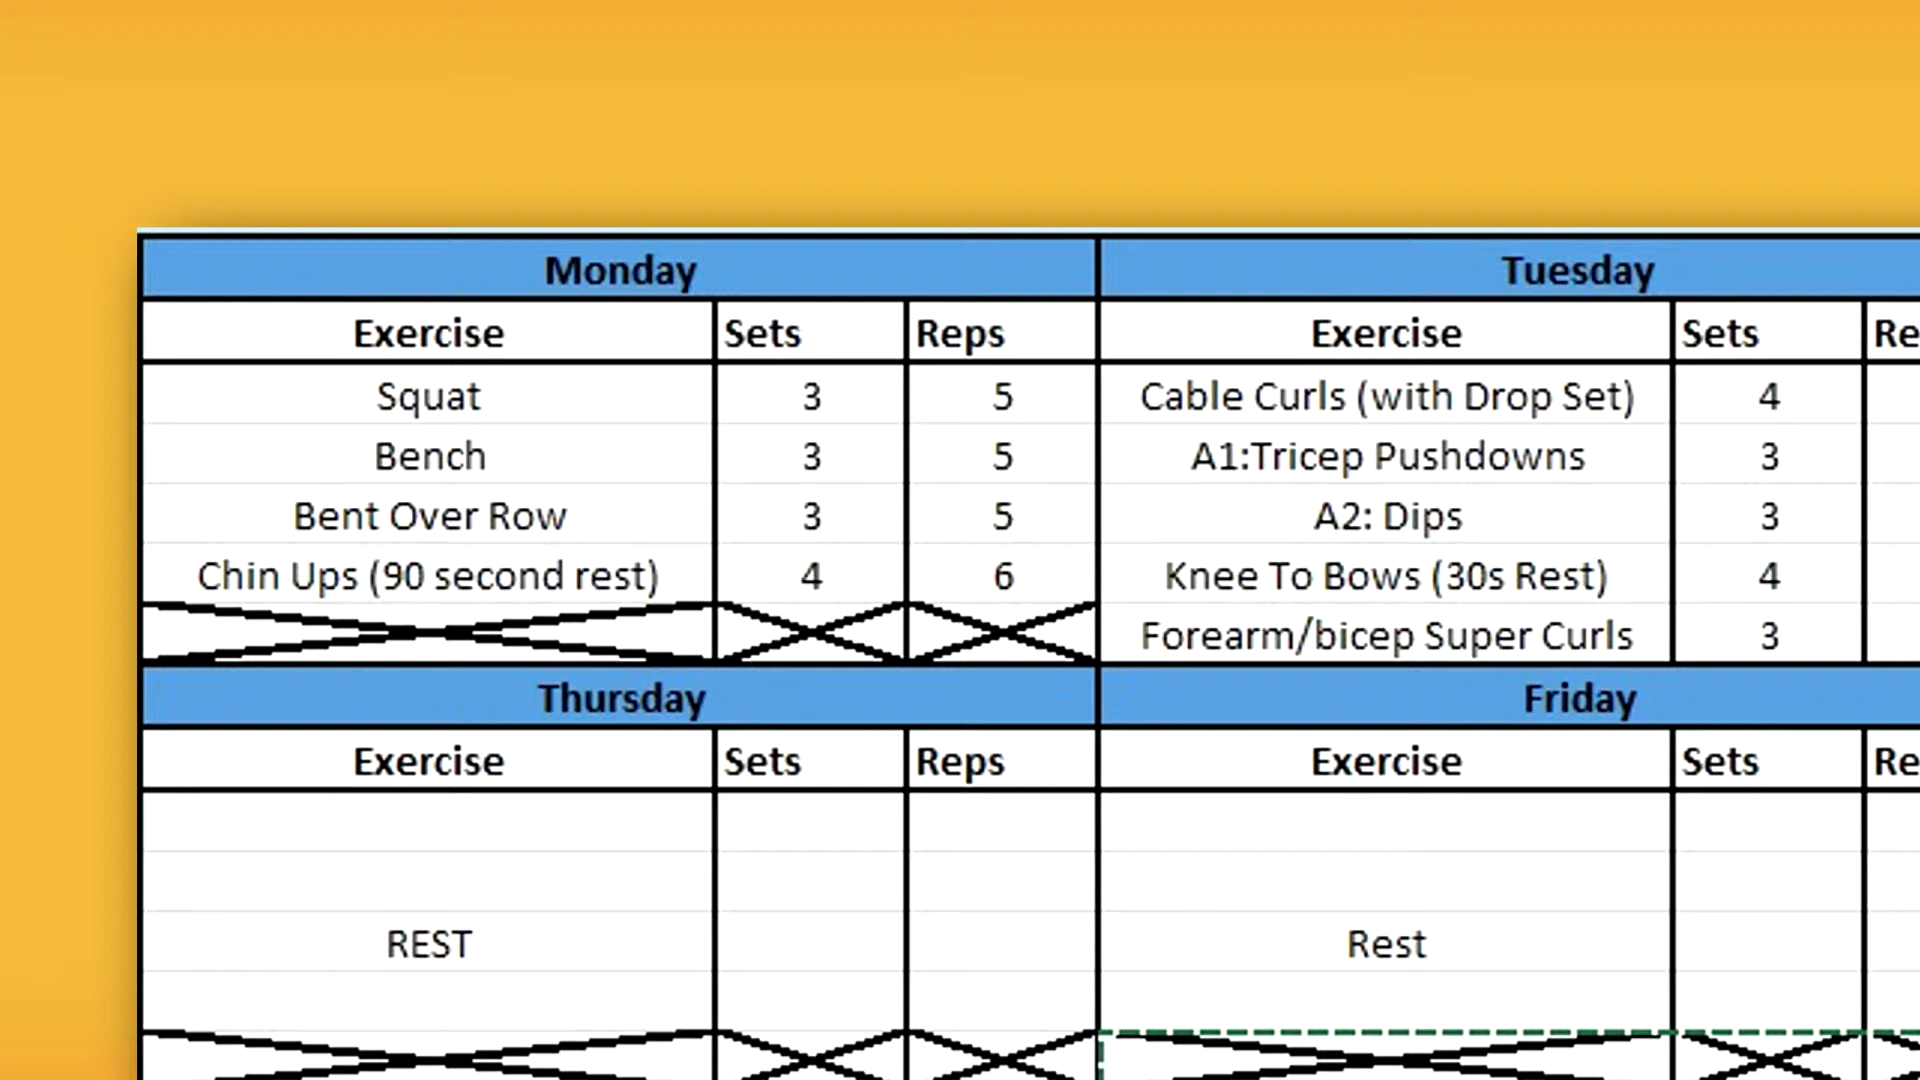 Monday Tuesday
Exercise Sets Reps Exercise Sets Re
Squat 3 5 Cable Curls (with Drop Set) 4
Bench 3 5 A1:Tricep Pushdowns 3
Bent Over Row 3 5 A2: Dips 3
Chin Ups (90 second rest) 4 6 Knee To Bows (30s Rest) 4
Forearm/bicep Super Curls 3
Thursday Friday
Exercise Sets Reps Exercise Sets Re
REST Rest